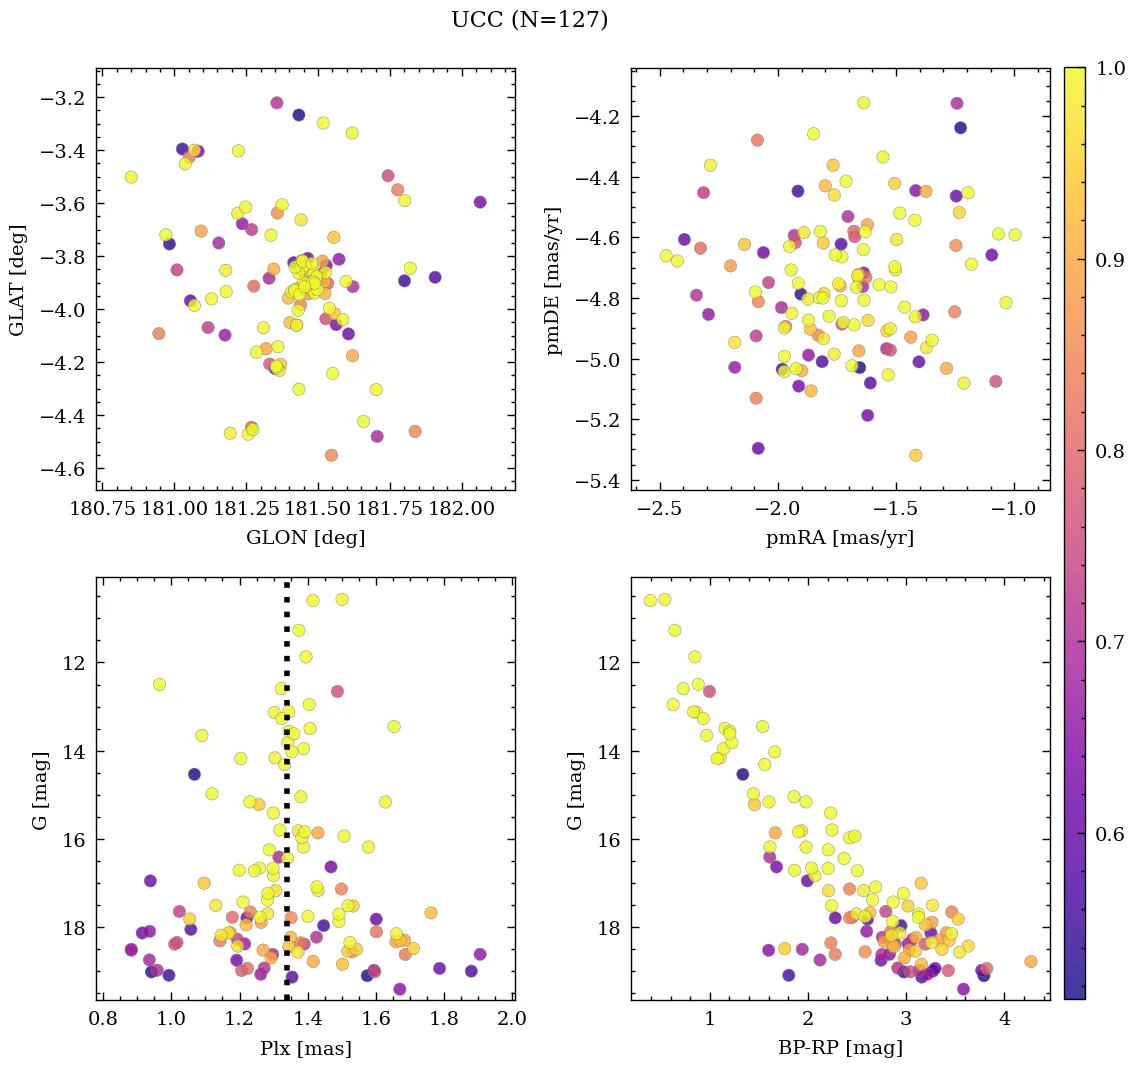 UCC (N=127)
−3.2
−3.4
−3.6
−3.8
−4.0
−4.2
−4.4
−4.6
GLAT [deg]
180.75 181.00 181.25 181.50 181.75 182.00
GLON [deg]
−4.2
−4.4
−4.6
−4.8
−5.0
−5.2
−5.4
pmDE [mas/yr]
−2.5 −2.0 −1.5 −1.0
pmRA [mas/yr]
12
14
16
18
G [mag]
0.8 1.0 1.2 1.4 1.6 1.8 2.0
Plx [mas]
12
14
16
18
G [mag]
1 2 3 4
BP-RP [mag]
1.0
0.9
0.8
0.7
0.6